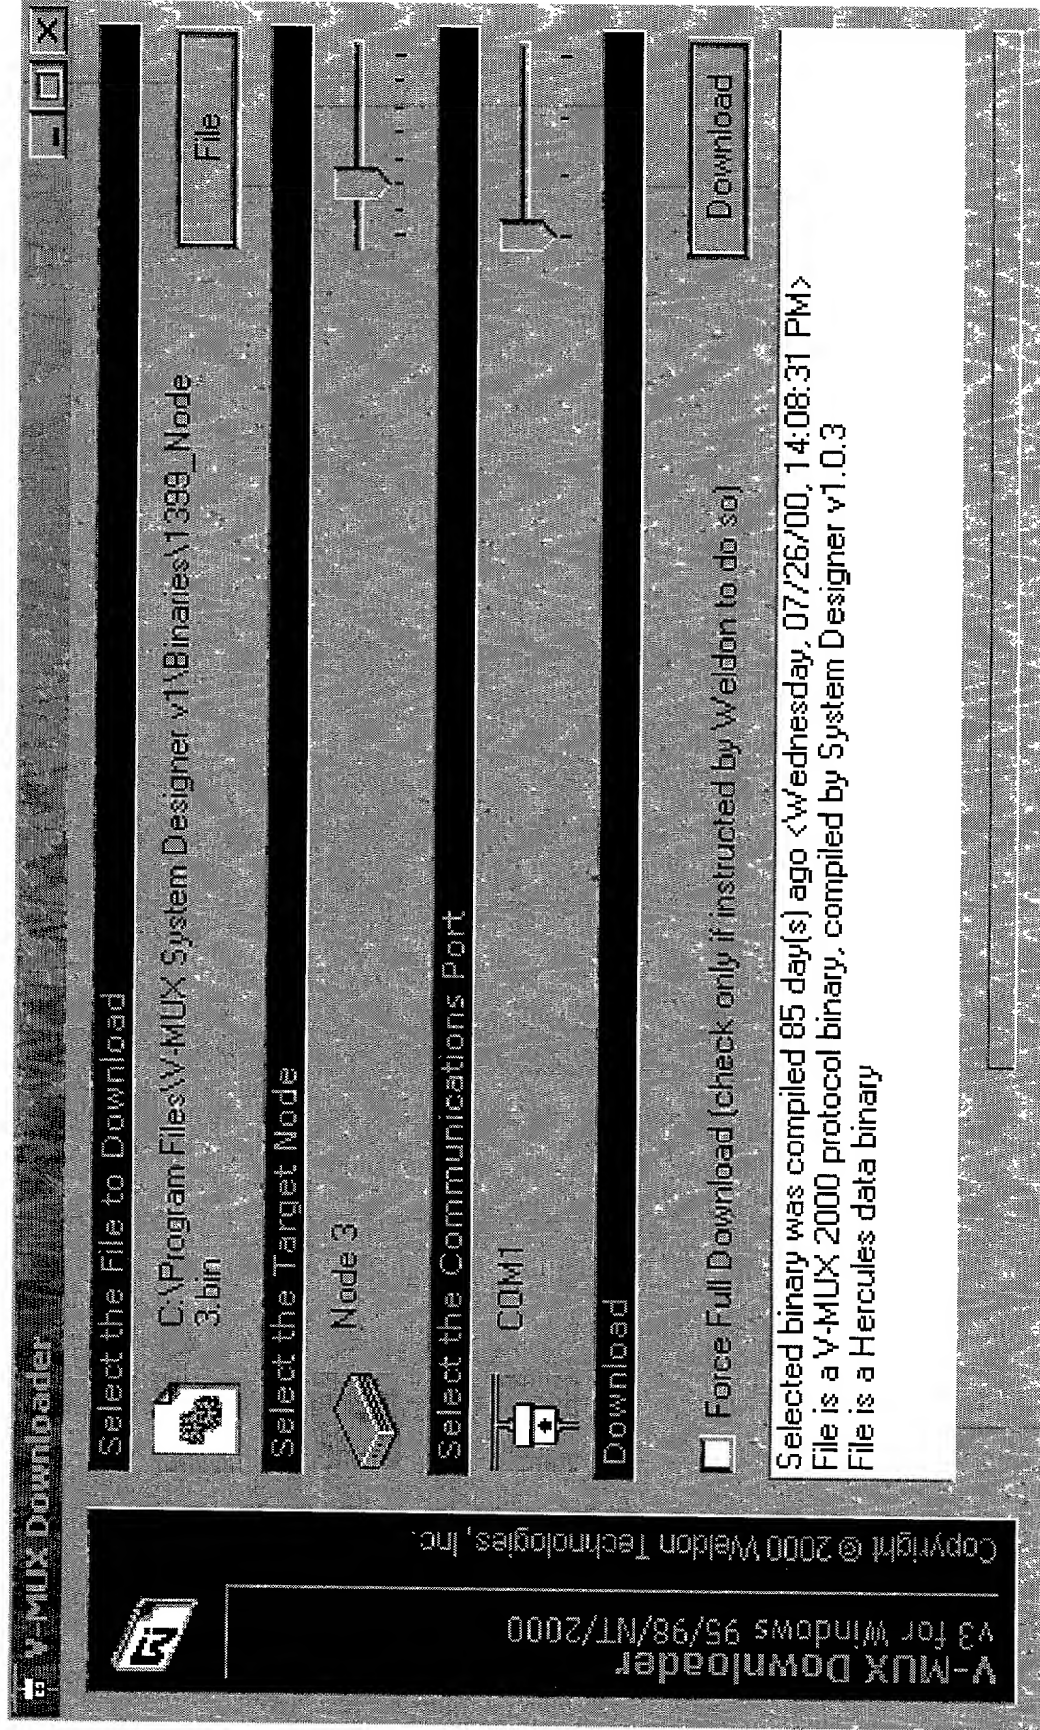 V-MUX Downloader
V-MUX Downloader
v3 for Windows 95/98/NT/2000
Copyright © 2000 Weldon Technologies, Inc.
Select the File to Download
C:\Program Files\V-MUX System Designer v1\Binaries\1399_Node
3.bin
File
Select the Target Node
Node 3
Select the Communications Port
COM1
Download
Force Full Download (check only if instructed by Weldon to do so)
Download
Selected binary was compiled 85 day(s) ago <Wednesday, 07/26/00, 14:08:31 PM>
File is a V-MUX 2000 protocol binary, compiled by System Designer v1.0.3
File is a Hercules data binary